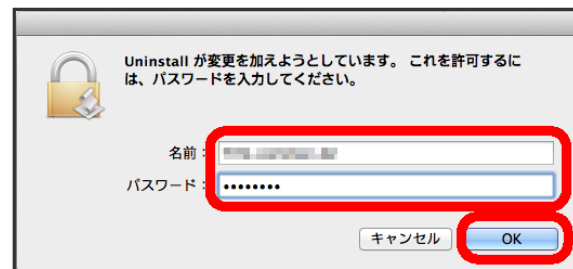 Uninstall が変更を加えようとしています。 これを許可するに
は、パスワードを入力してください。
名前：
パスワード： ••••••••
キャンセル
OK